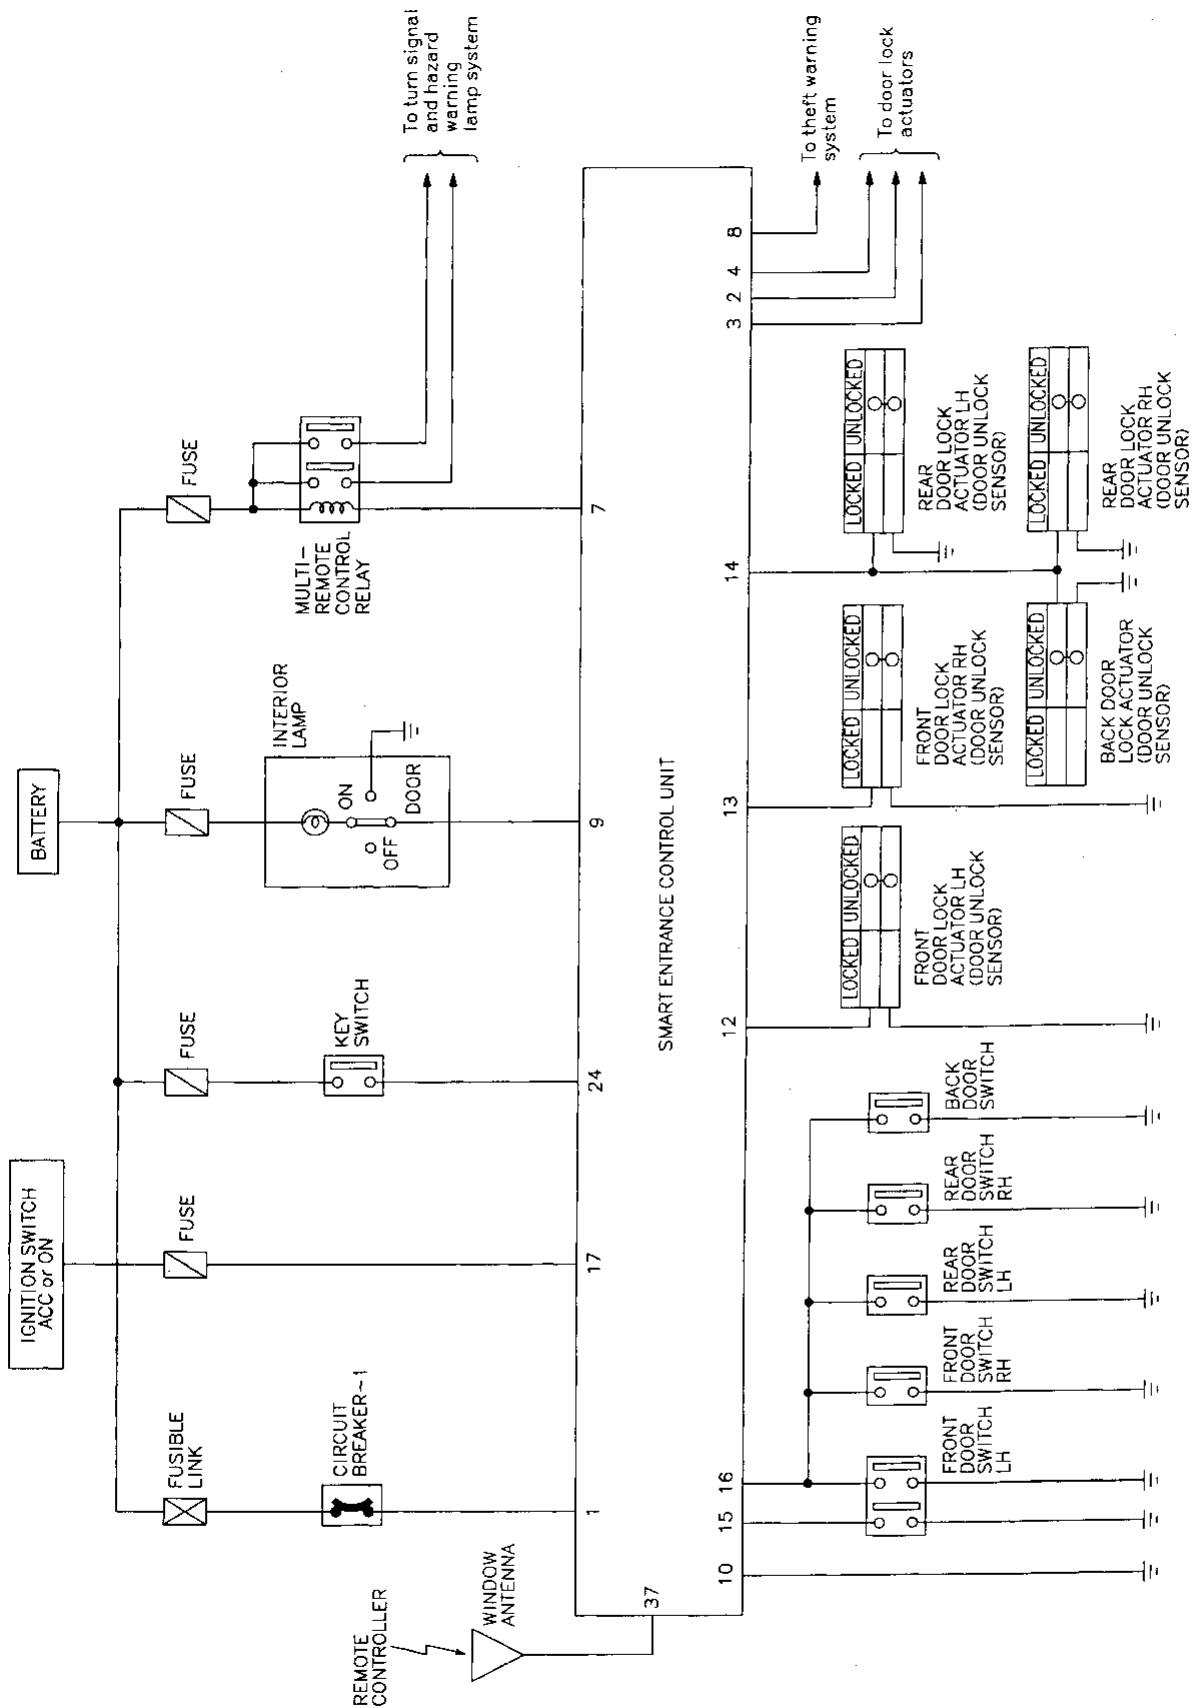 IGNITION SWITCH
ACC or ON
BATTERY
FUSIBLE
LINK
FUSE
FUSE
FUSE
FUSE
CIRCUIT
BREAKER-1
KEY
SWITCH
INTERIOR
LAMP
ON
OFF
DOOR
MULTI-
REMOTE
CONTROL
RELAY
To turn signal
and hazard
warning
lamp system
REMOTE
CONTROLLER
WINDOW
ANTENNA
1
17
24
9
7
37
SMART ENTRANCE CONTROL UNIT
10
15
16
12
13
14
3
2
4
8
To theft warning
system
To door lock
actuators
FRONT
DOOR
SWITCH
LH
FRONT
DOOR
SWITCH
RH
REAR
DOOR
SWITCH
LH
REAR
DOOR
SWITCH
RH
BACK
DOOR
SWITCH
LOCKED UNLOCKED
FRONT
DOOR LOCK
ACTUATOR LH
(DOOR UNLOCK
SENSOR)
LOCKED UNLOCKED
FRONT
DOOR LOCK
ACTUATOR RH
(DOOR UNLOCK
SENSOR)
LOCKED UNLOCKED
REAR
DOOR LOCK
ACTUATOR LH
(DOOR UNLOCK
SENSOR)
LOCKED UNLOCKED
BACK DOOR
LOCK ACTUATOR
(DOOR UNLOCK
SENSOR)
LOCKED UNLOCKED
REAR
DOOR LOCK
ACTUATOR RH
(DOOR UNLOCK
SENSOR)